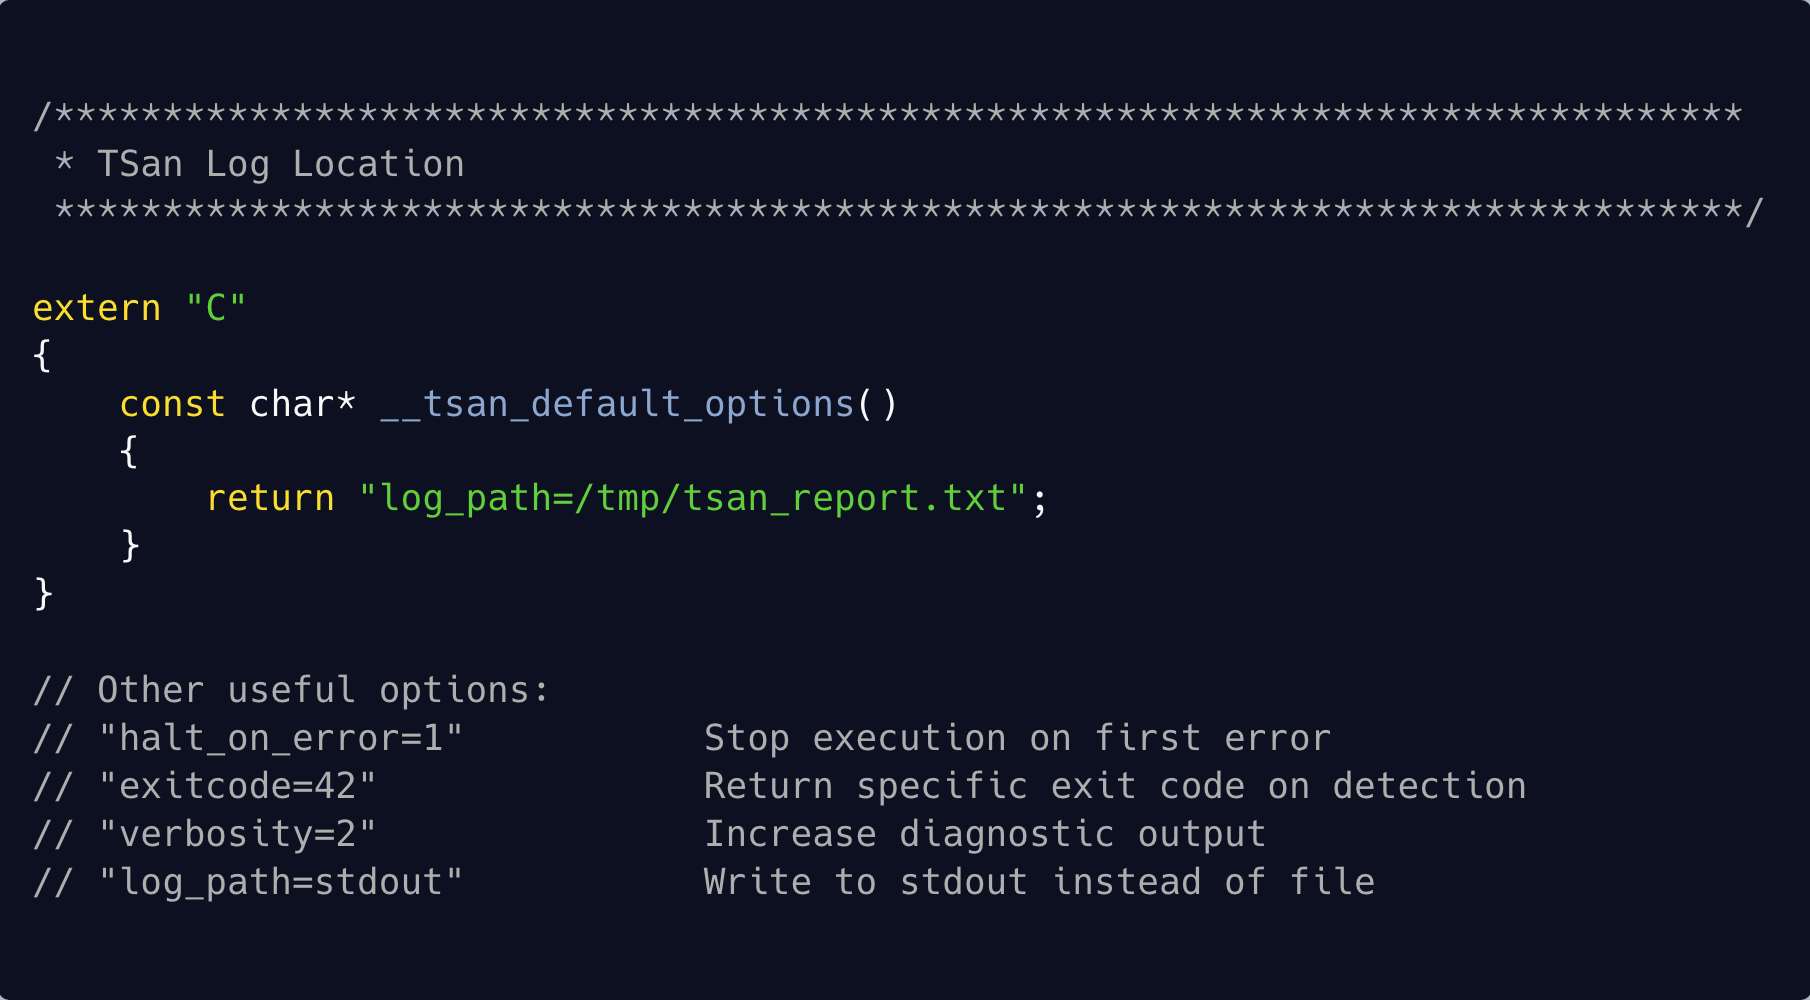 /******************************************************************************
 * TSan Log Location
 ******************************************************************************/
extern "C"
{
    const char* __tsan_default_options()
    {
        return "log_path=/tmp/tsan_report.txt";
    }
}
// Other useful options:
// "halt_on_error=1"           Stop execution on first error
// "exitcode=42"               Return specific exit code on detection
// "verbosity=2"               Increase diagnostic output
// "log_path=stdout"           Write to stdout instead of file